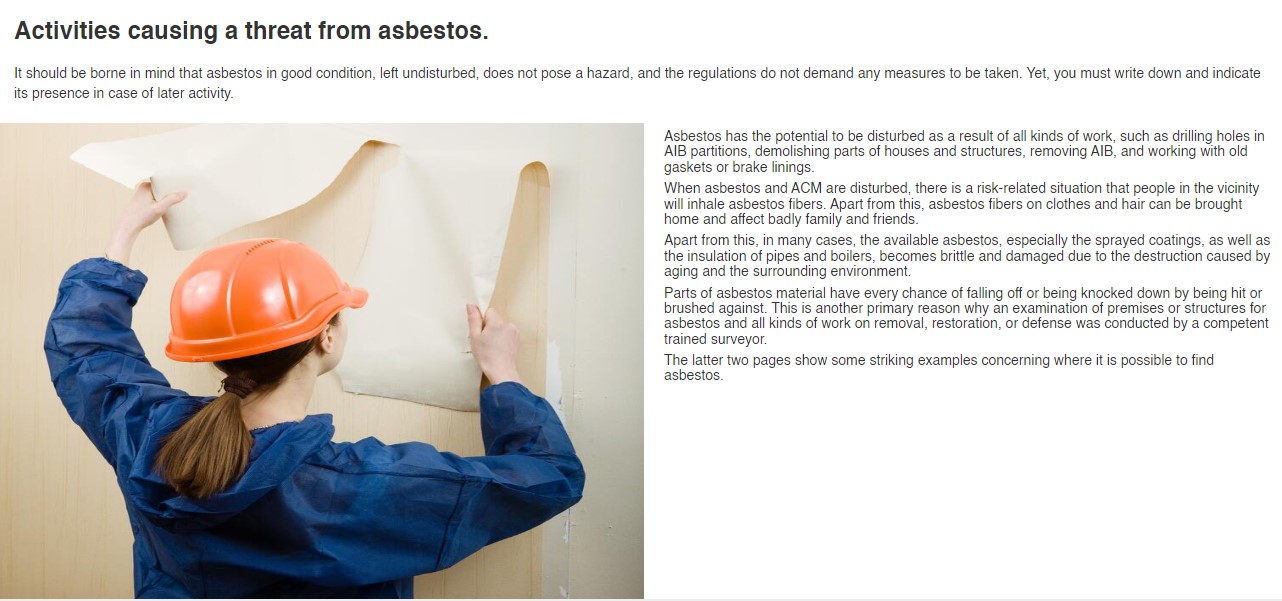 Activities causing a threat from asbestos.
It should be borne in mind that asbestos in good condition, left undisturbed, does not pose a hazard, and the regulations do not demand any measures to be taken. Yet, you must write down and indicate
its presence in case of later activity.
Asbestos has the potential to be disturbed as a result of all kinds of work, such as drilling holes in
AIB partitions, demolishing parts of houses and structures, removing AIB, and working with old
gaskets or brake linings.
When asbestos and ACM are disturbed, there is a risk-related situation that people in the vicinity
will inhale asbestos fibers. Apart from this, asbestos fibers on clothes and hair can be brought
home and affect badly family and friends.
Apart from this, in many cases, the available asbestos, especially the sprayed coatings, as well as
the insulation of pipes and boilers, becomes brittle and damaged due to the destruction caused by
aging and the surrounding environment.
Parts of asbestos material have every chance of falling off or being knocked down by being hit or
brushed against. This is another primary reason why an examination of premises or structures for
asbestos and all kinds of work on removal, restoration, or defense was conducted by a competent
trained surveyor.
The latter two pages show some striking examples concerning where it is possible to find
asbestos.